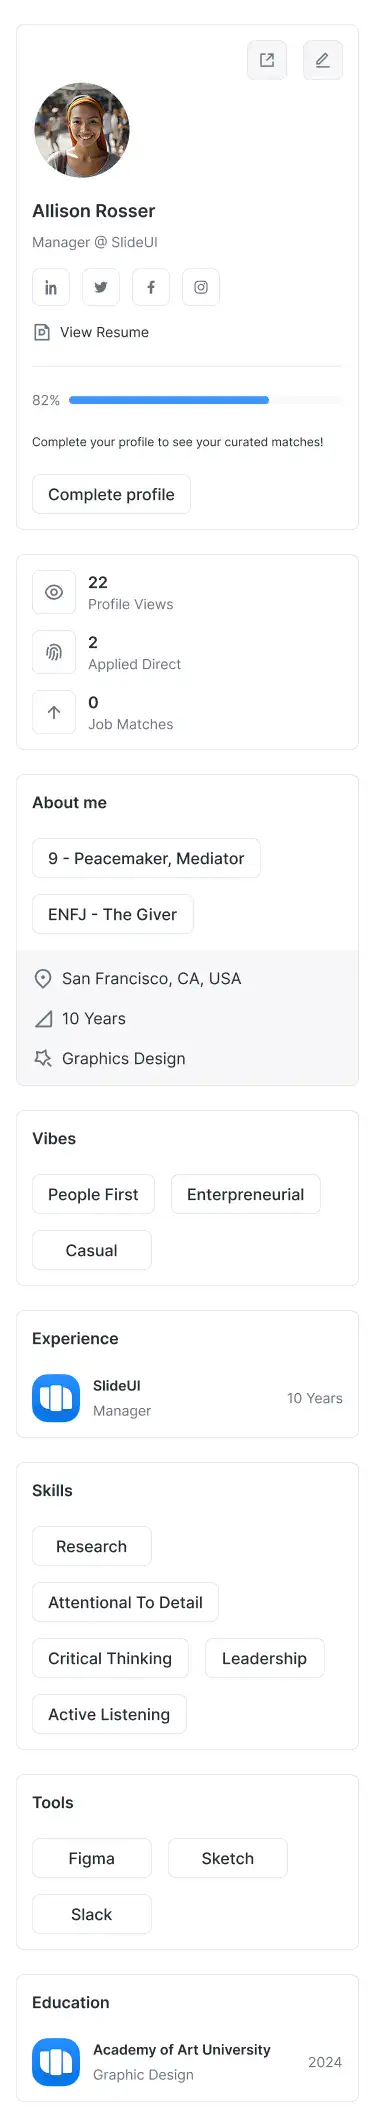 Allison Rosser
Manager @ SlideUI
in
View Resume
82%
Complete your profile to see your curated matches!
Complete profile
22
Profile Views
2
Applied Direct
0
Job Matches
About me
9 - Peacemaker, Mediator
ENFJ - The Giver
San Francisco, CA, USA
10 Years
Graphics Design
Vibes
People First Enterpreneurial
Casual
Experience
SlideUI
Manager
10 Years
Skills
Research
Attentional To Detail
Critical Thinking Leadership
Active Listening
Tools
Figma Sketch
Slack
Education
Academy of Art University
Graphic Design
2024